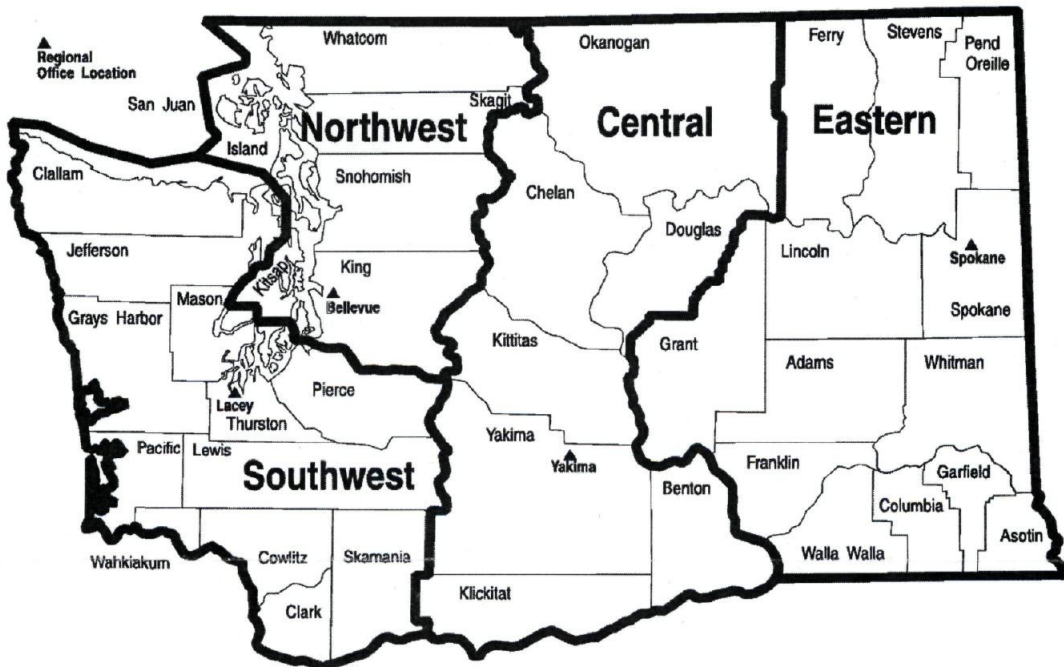 ▲
Regional
Office Location
San Juan
Whatcom
Skagit
Northwest
Island
Snohomish
Clallam
Jefferson
Kitsap
King
▲
Bellevue
Mason
Grays Harbor
Pierce
▲
Lacey
Thurston
Pacific
Lewis
Southwest
Wahkiakum
Cowlitz
Skamania
Clark
Okanogan
Central
Chelan
Douglas
Kittitas
Yakima
▲
Yakima
Benton
Klickitat
Ferry
Stevens
Pend
Oreille
Eastern
Lincoln
▲
Spokane
Spokane
Grant
Adams
Whitman
Franklin
Garfield
Columbia
Walla Walla
Asotin